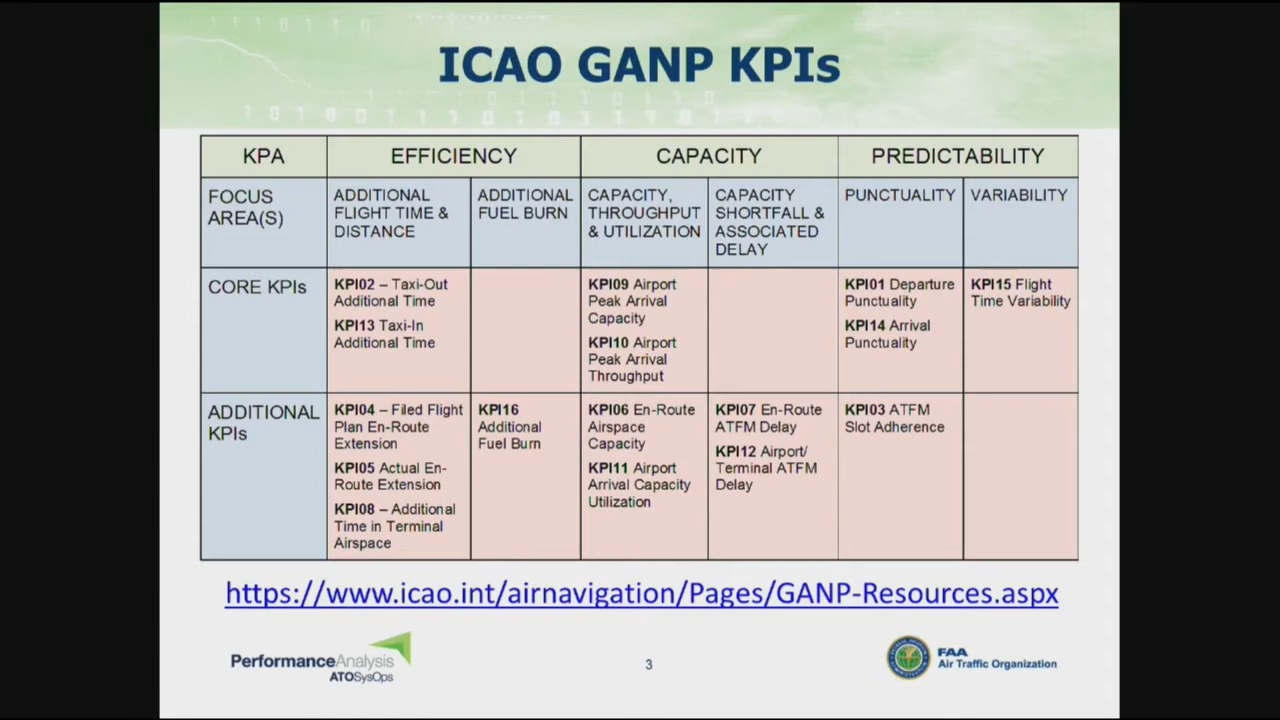 ICAO GANP KPIs
KPA
EFFICIENCY
CAPACITY
PREDICTABILITY
FOCUS
AREA(S)
ADDITIONAL
FLIGHT TIME &
DISTANCE
ADDITIONAL
FUEL BURN
CAPACITY,
THROUGHPUT
& UTILIZATION
CAPACITY
SHORTFALL &
ASSOCIATED
DELAY
PUNCTUALITY
VARIABILITY
CORE KPIs
KPI02 – Taxi-Out
Additional Time
KPI13 Taxi-In
Additional Time
KPI09 Airport
Peak Arrival
Capacity
KPI10 Airport
Peak Arrival
Throughput
KPI01 Departure
Punctuality
KPI14 Arrival
Punctuality
KPI15 Flight
Time Variability
ADDITIONAL
KPIs
KPI04 – Filed Flight
Plan En-Route
Extension
KPI05 Actual En-
Route Extension
KPI08 – Additional
Time in Terminal
Airspace
KPI16
Additional
Fuel Burn
KPI06 En-Route
Airspace
Capacity
KPI11 Airport
Arrival Capacity
Utilization
KPI07 En-Route
ATFM Delay
KPI12 Airport/
Terminal ATFM
Delay
KPI03 ATFM
Slot Adherence
https://www.icao.int/airnavigation/Pages/GANP-Resources.aspx
PerformanceAnalysis
ATOSysOps
3
FAA
Air Traffic Organization